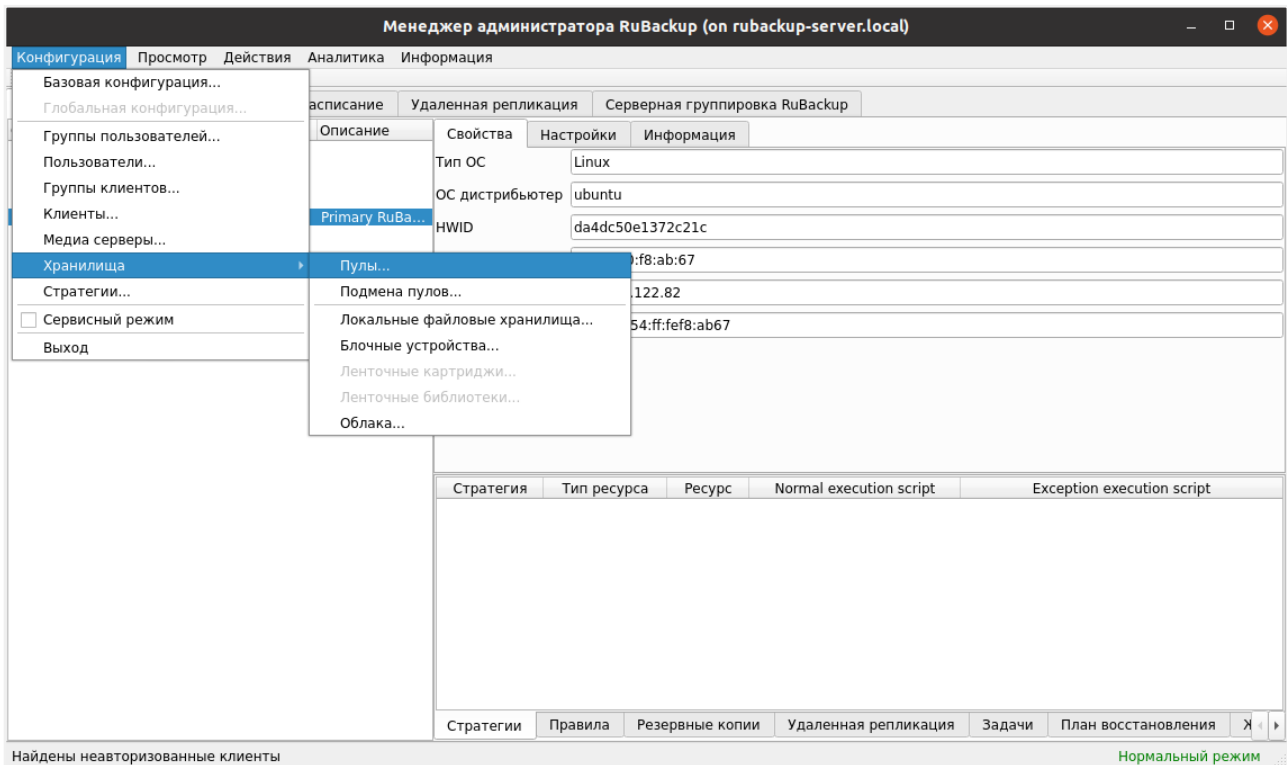 Менеджер администратора RuBackup (on rubackup-server.local)
Конфигурация Просмотр Действия Аналитика Информация
Базовая конфигурация...
Глобальная конфигурация...
Удаленная репликация Серверная группировка RuBackup
Группы пользователей...
Пользователи...
Группы клиентов...
Клиенты...
Медиа серверы...
Хранилища
Стратегии...
Сервисный режим
Выход
Пулы...
Подмена пулов...
Локальные файловые хранилища...
Блочные устройства...
Ленточные картриджи...
Ленточные библиотеки...
Облака...
Описание
Primary RuBa...
Свойства Настройки Информация
Тип ОС Linux
ОС дистрибьютер ubuntu
HWID da4dc50e1372c21c
:f8:ab:67
.122.82
54:ff:fef8:ab67
Стратегия Тип ресурса Ресурс Normal execution script Exception execution script
Стратегии Правила Резервные копии Удаленная репликация Задачи План восстановления
Найдены неавторизованные клиенты Нормальный режим